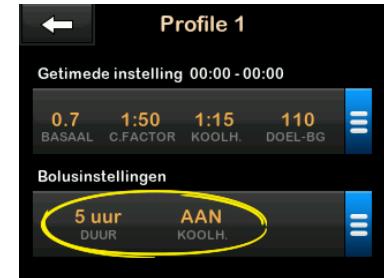 Profile 1
Getimede instelling 00:00 - 00:00
0.7 1:50 1:15 110
BASAAL C.FACTOR KOOLH. DOEL-BG
Bolusinstellingen
5 uur AAN
DUUR KOOLH.